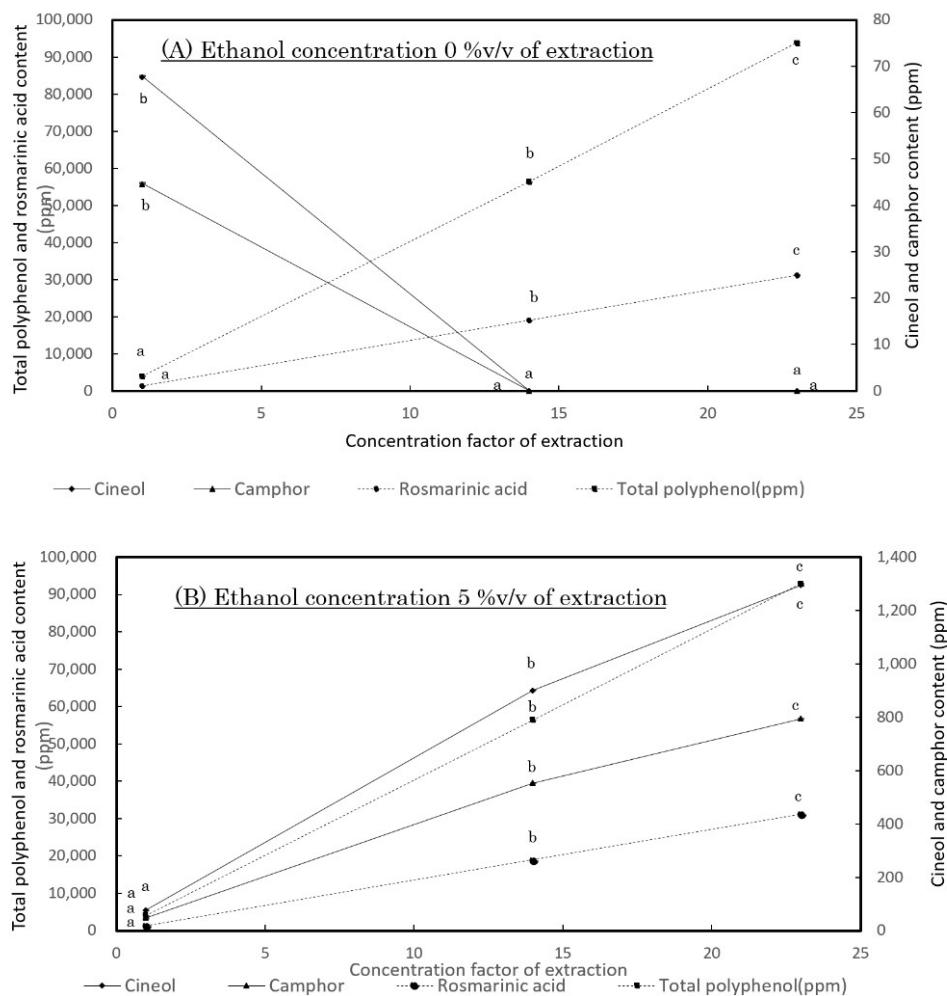 (A) Ethanol concentration 0 %v/v of extraction
Total polyphenol and rosmarinic acid content
(ppm)
100,000
90,000
80,000
70,000
60,000
50,000
40,000
30,000
20,000
10,000
0
80
70
60
50
40
30
20
10
0
Cineol and camphor content (ppm)
b
b
a
a
b
b
a
a
c
c
a
a
0 5 10 15 20 25
Concentration factor of extraction
Cineol Camphor Rosmarinic acid Total polyphenol(ppm)
(B) Ethanol concentration 5 %v/v of extraction
Total polyphenol and rosmarinic acid content
(ppm)
100,000
90,000
80,000
70,000
60,000
50,000
40,000
30,000
20,000
10,000
0
1,400
1,200
1,000
800
600
400
200
0
Cineol and camphor content (ppm)
a
a
a
a
b
b
b
b
c
c
c
c
0 5 10 15 20 25
Concentration factor of extraction
Cineol Camphor Rosmarinic acid Total polyphenol(ppm)